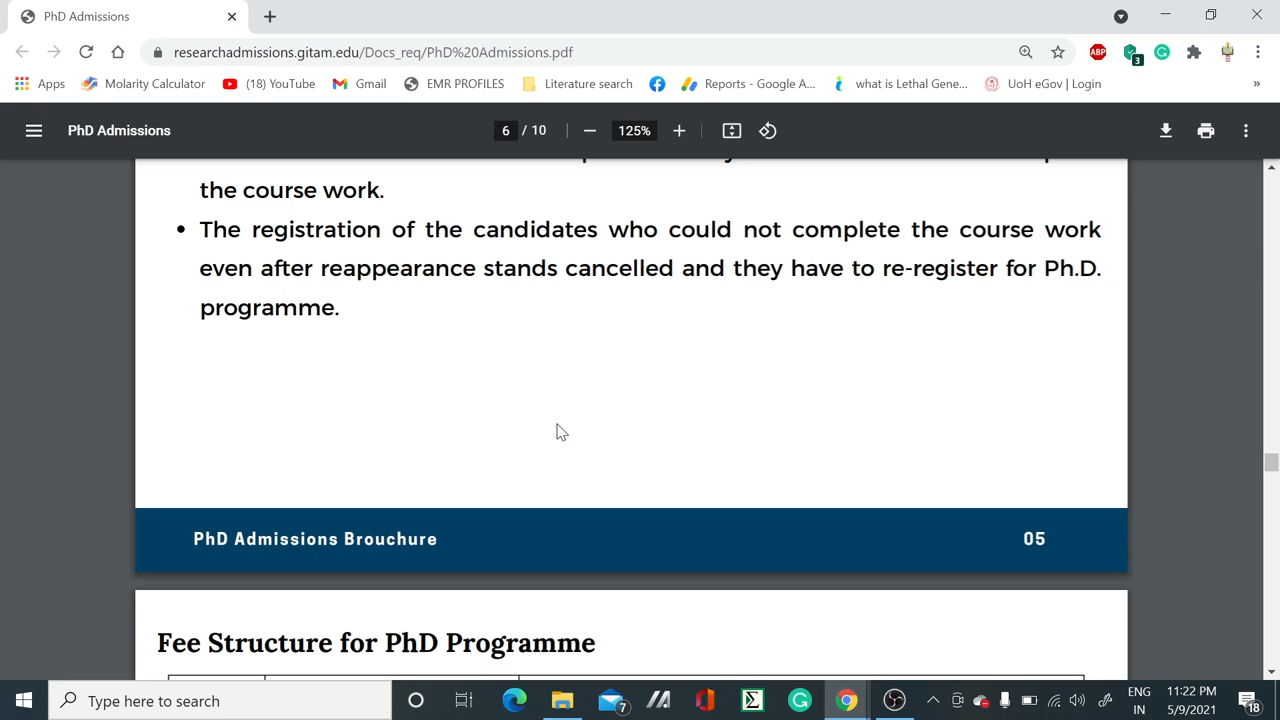 PhD Admissions
researchadmissions.gitam.edu/Docs_req/PhD%20Admissions.pdf
ABP
3
Apps
Molarity Calculator
(18) YouTube
Gmail
EMR PROFILES
Literature search
Reports - Google A...
what is Lethal Gene...
UoH eGov | Login
»
PhD Admissions
6 / 10
125%
the course work.
• The registration of the candidates who could not complete the course work
even after reappearance stands cancelled and they have to re-register for Ph.D.
programme.
PhD Admissions Brouchure
05
Fee Structure for PhD Programme
Type here to search
7
ENG
IN
11:22 PM
5/9/2021
18